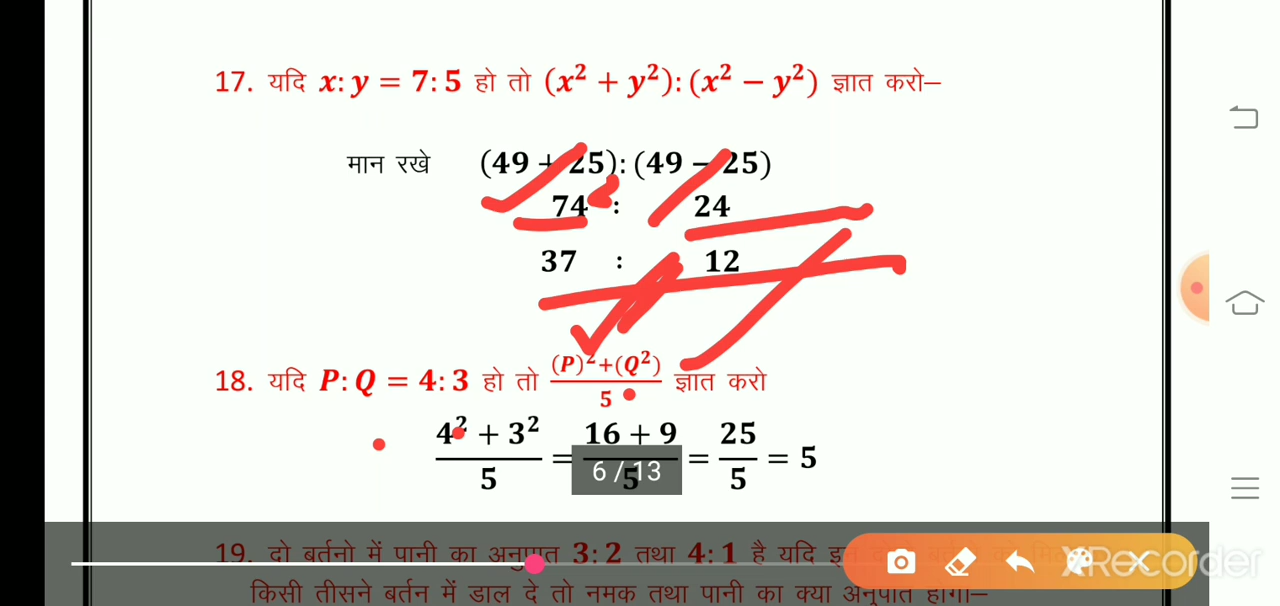 17. यदि x:y = 7:5 हो तो (x² + y²):(x² − y²) ज्ञात करो–
मान रखे (49 + 25):(49 − 25)
74 : 24
37 : 12
18. यदि P:Q = 4:3 हो तो ((P)²+(Q²))/5 ज्ञात करो
(4² + 3²)/5 = (16 + 9)/5 = 25/5 = 5
6 / 13
19. दो बर्तनो में पानी का अनुपात 3:2 तथा 4:1 है यदि इन
XRecorder
किसी तीसने बर्तन में डाल दे तो नमक तथा पानी का क्या अनुपात होगा–